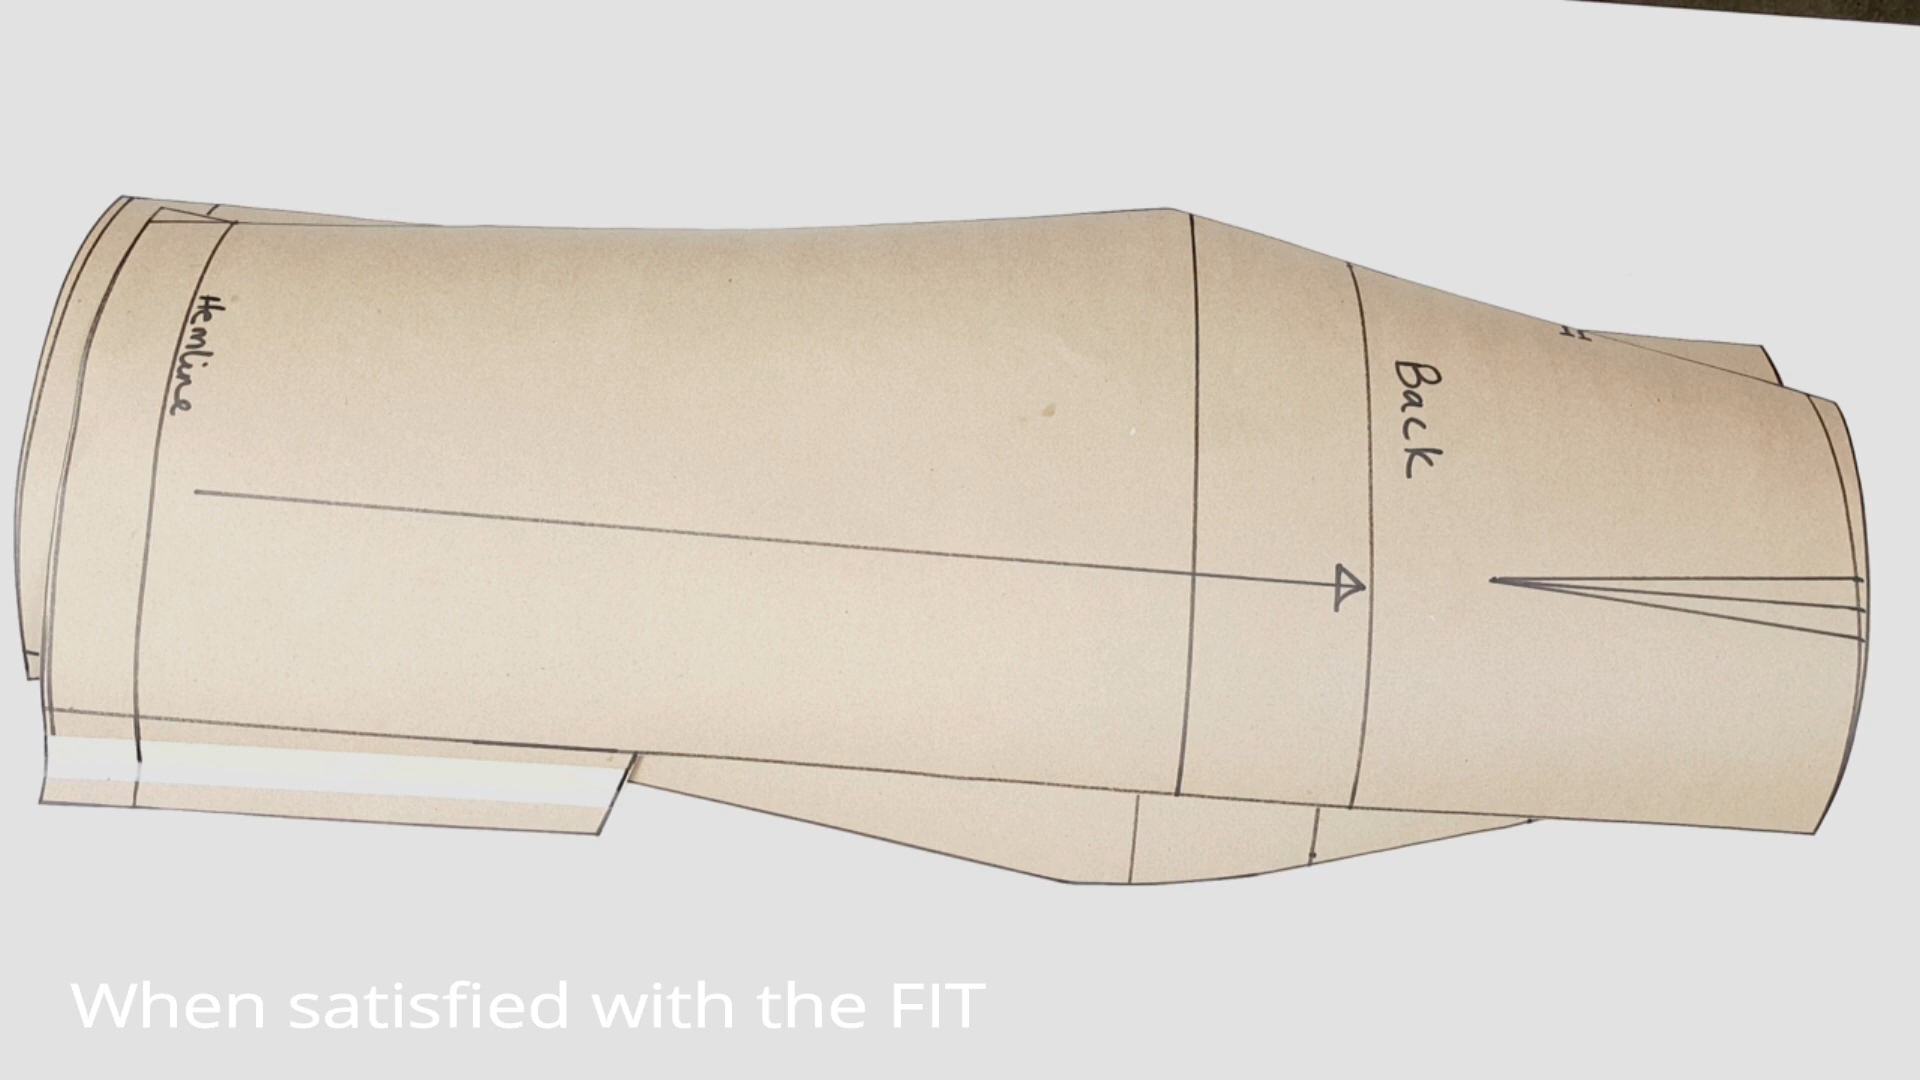 Hemline
Back
When satisfied with the FIT